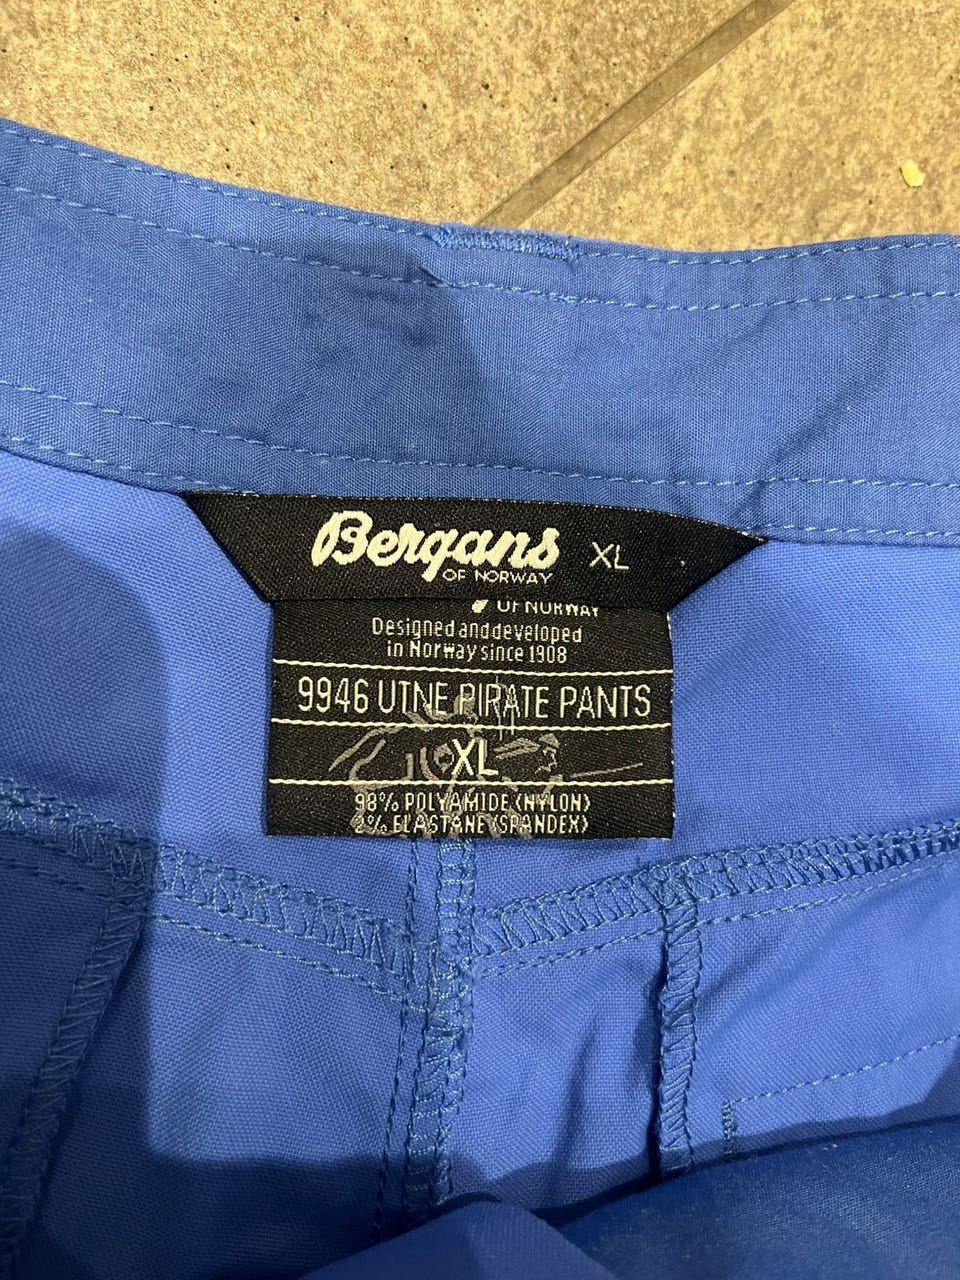 Bergans XL
OF NORWAY
OF NORWAY
Designed and developed
in Norway since 1908
9946 UTNE PIRATE PANTS
XL
98% POLYAMIDE (NYLON)
2% ELASTANE (SPANDEX)